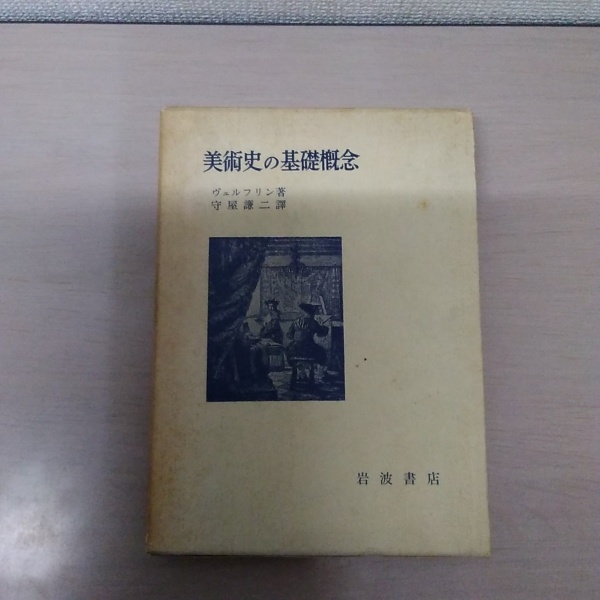 美術史の基礎概念
ヴェルフリン著
守屋謙二譯
岩波書店